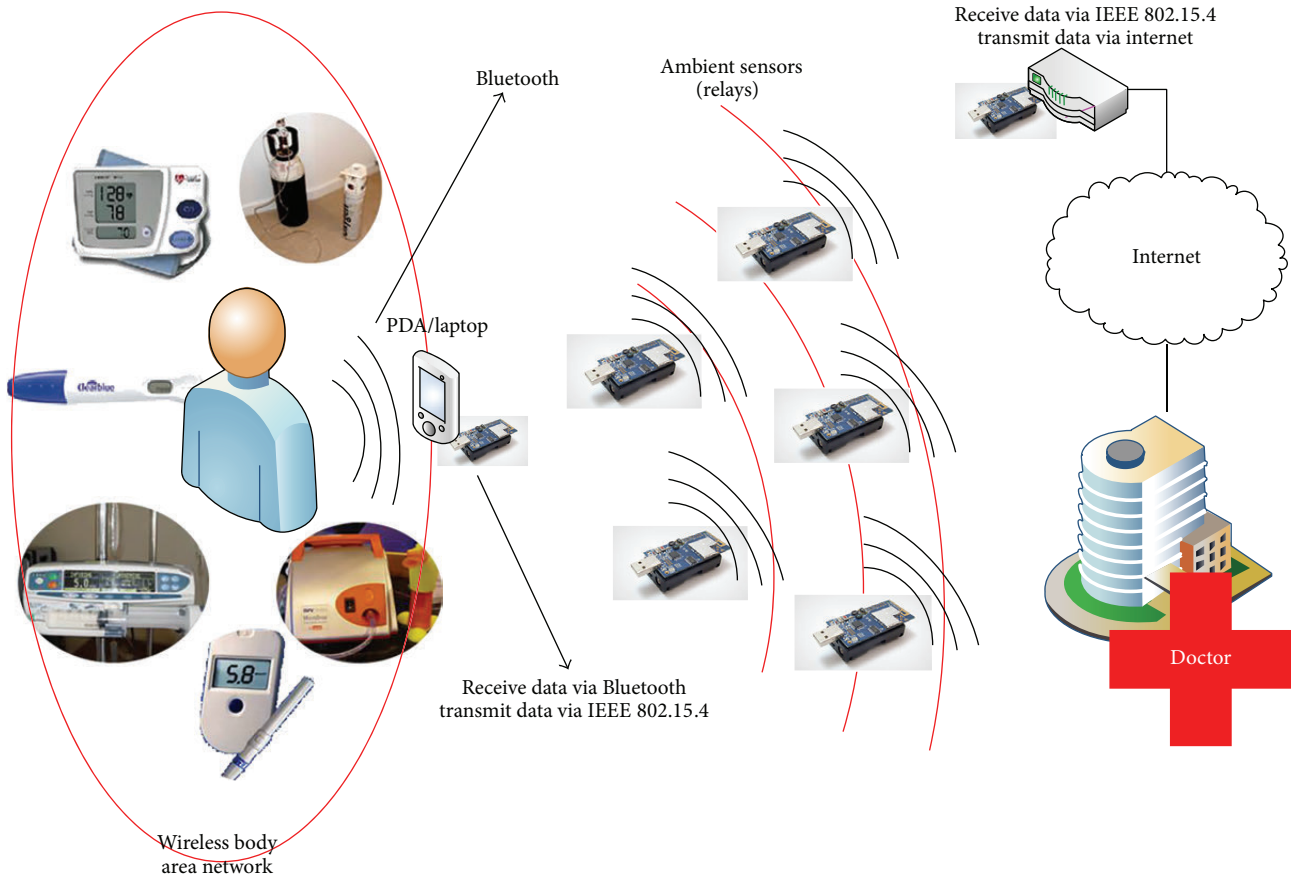 Receive data via IEEE 802.15.4
transmit data via internet
Bluetooth
Ambient sensors
(relays)
128
78
70
Internet
PDA/laptop
Clearblue
5.8
Doctor
Receive data via Bluetooth
transmit data via IEEE 802.15.4
Wireless body
area network